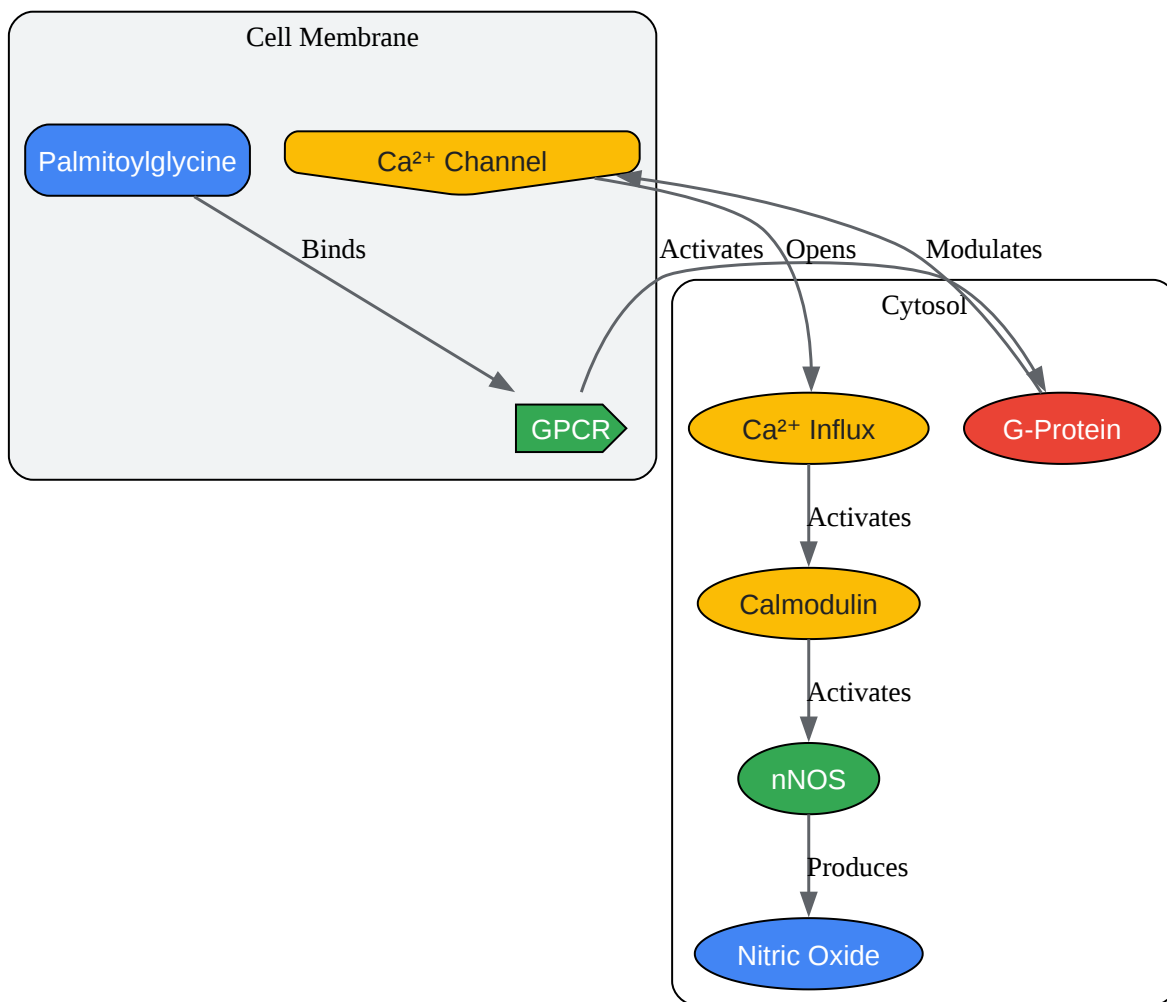 Cell Membrane
Palmitoylglycine
Ca²⁺ Channel
Binds
Activates
Opens
Modulates
Cytosol
GPCR
Ca²⁺ Influx
G-Protein
Activates
Calmodulin
Activates
nNOS
Produces
Nitric Oxide